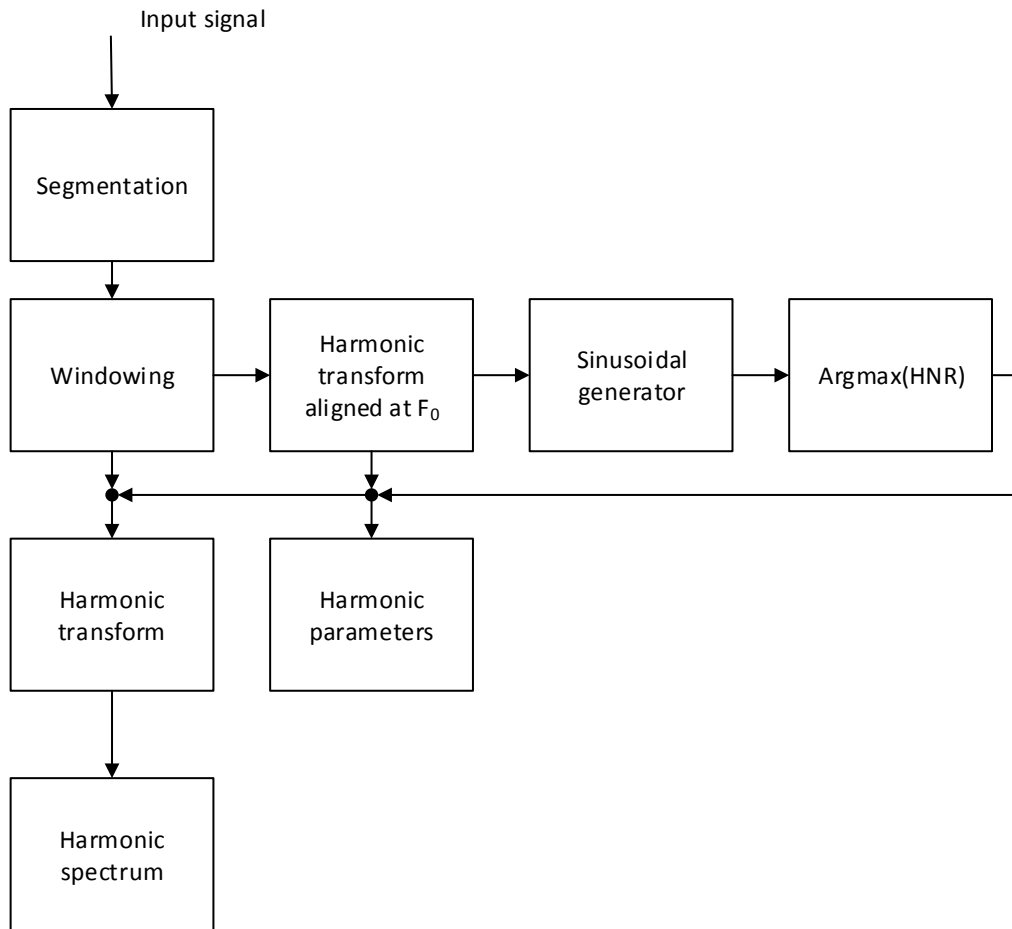 Input signal
Segmentation
Windowing
Harmonic
transform
aligned at F₀
Sinusoidal
generator
Argmax(HNR)
Harmonic
transform
Harmonic
parameters
Harmonic
spectrum